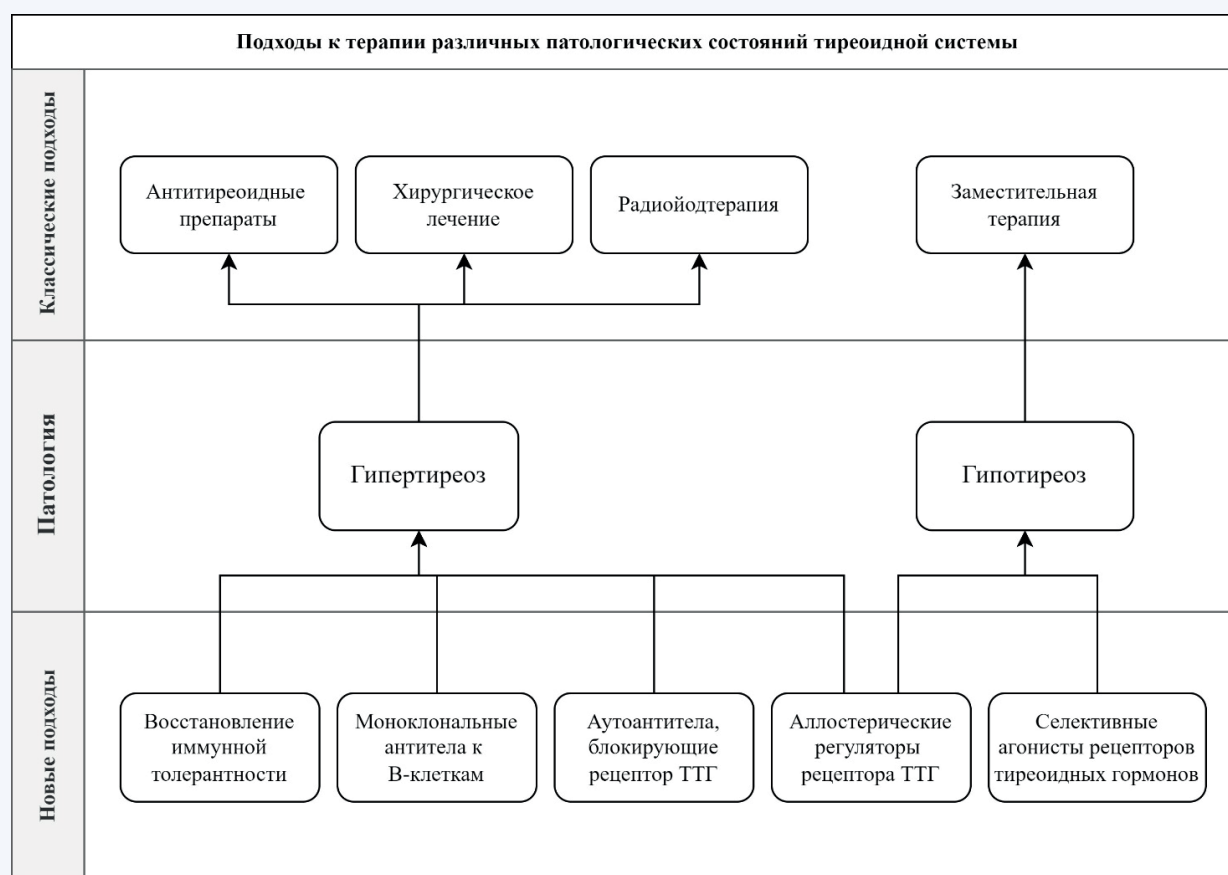 Подходы к терапии различных патологических состояний тиреоидной системы
Классические подходы
Антитиреоидные
препараты
Хирургическое
лечение
Радиойодтерапия
Заместительная
терапия
Патология
Гипертиреоз
Гипотиреоз
Новые подходы
Восстановление
иммунной
толерантности
Моноклональные
антитела к
В-клеткам
Аутоантитела,
блокирующие
рецептор ТТГ
Аллостерические
регуляторы
рецептора ТТГ
Селективные
агонисты рецепторов
тиреоидных гормонов